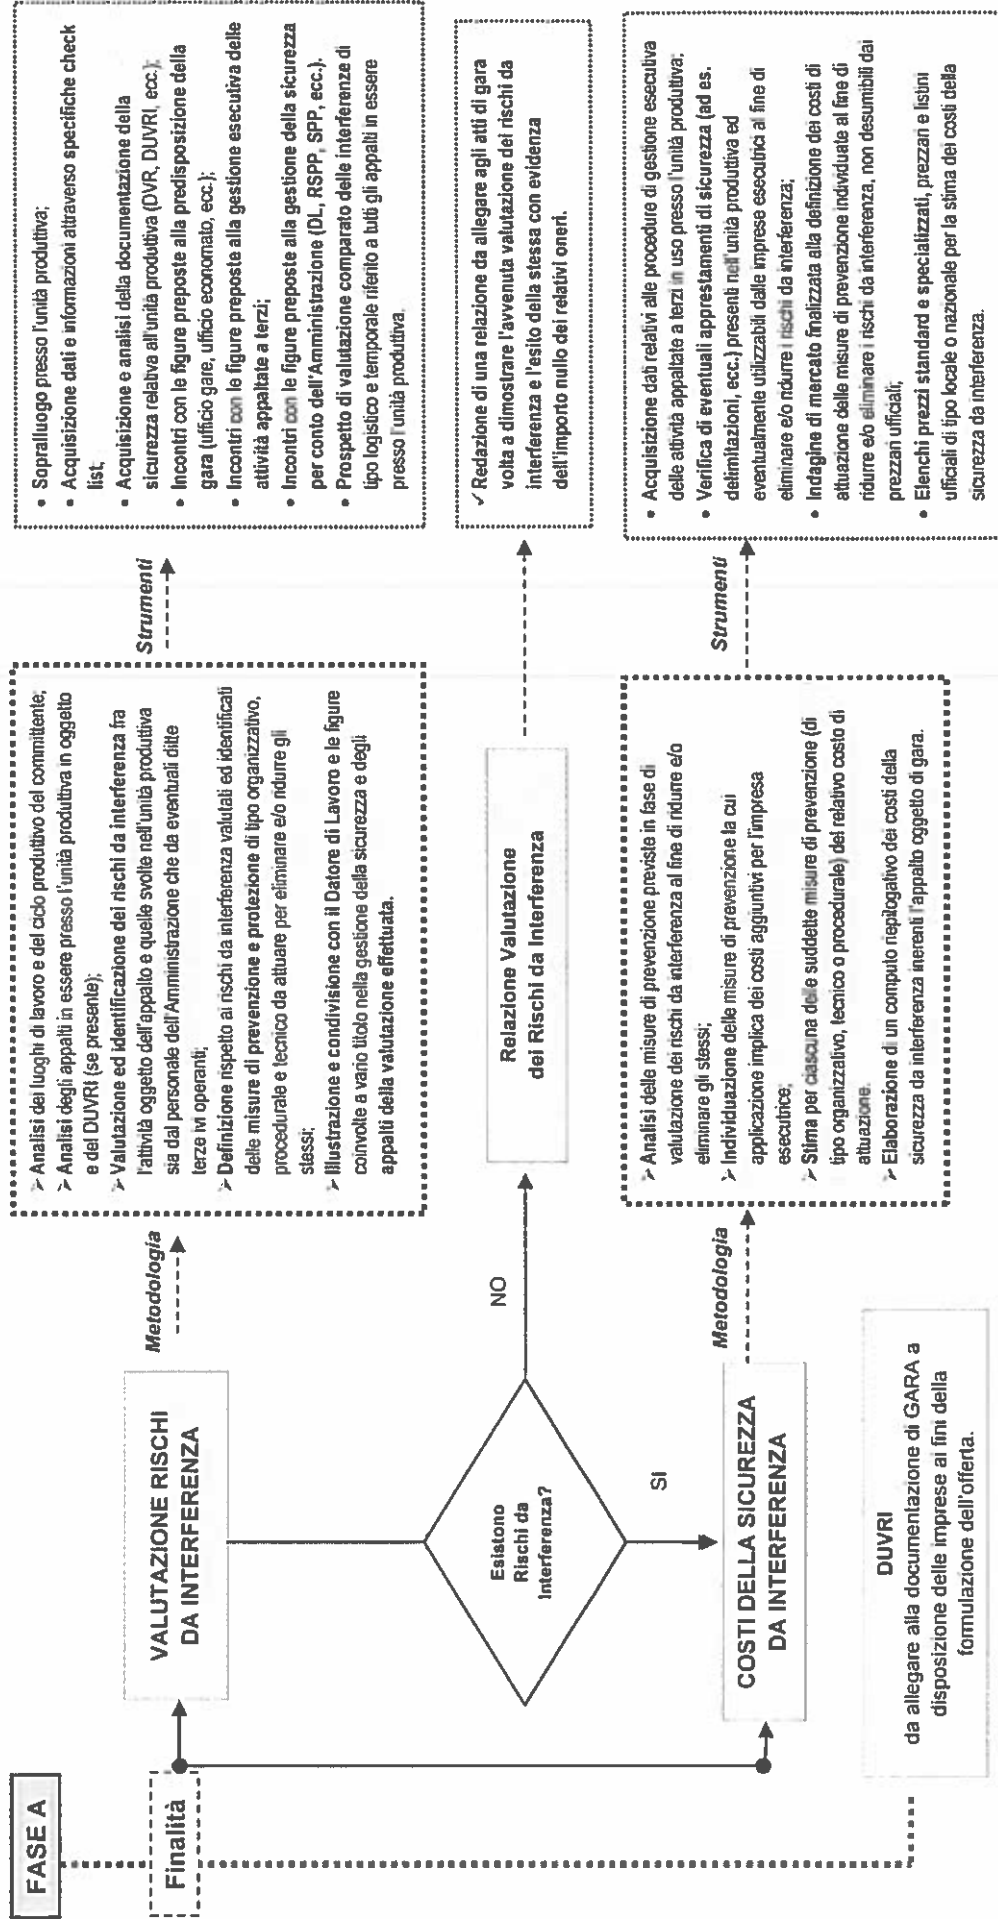 FASE A
Finalità
VALUTAZIONE RISCHI
DA INTERFERENZA
Metodologia
➢ Analisi dei luoghi di lavoro e del ciclo produttivo del committente;
➢ Analisi degli appalti in essere presso l'unità produttiva in oggetto
e del DUVRI (se presente);
➢ Valutazione ed identificazione dei rischi da interferenza fra
l'attività oggetto dell'appalto e quelle svolte nell'unità produttiva
sia dal personale dell'Amministrazione che da eventuali ditte
terze ivi operanti;
➢ Definizione rispetto ai rischi da interferenza valutati ed identificati
delle misure di prevenzione e protezione di tipo organizzativo,
procedurale e tecnico da attuare per eliminare e/o ridurre gli
stessi;
➢ Illustrazione e condivisione con il Datore di Lavoro e le figure
coinvolte a vario titolo nella gestione della sicurezza e degli
appalti della valutazione effettuata.
Strumenti
• Sopralluogo presso l'unità produttiva;
• Acquisizione dati e informazioni attraverso specifiche check
list;
• Acquisizione e analisi della documentazione della
sicurezza relativa all'unità produttiva (DVR, DUVRI, ecc.);
• Incontri con le figure preposte alla predisposizione della
gara (ufficio gare, ufficio economato, ecc.);
• Incontri con le figure preposte alla gestione esecutiva delle
attività appaltate a terzi;
• Incontri con le figure preposte alla gestione della sicurezza
per conto dell'Amministrazione (DL, RSPP, SPP, ecc.).
• Prospetto di valutazione comparato delle interferenze di
tipo logistico e temporale riferito a tutti gli appalti in essere
presso l'unità produttiva.
Esistono
Rischi da
Interferenza?
NO
Relazione Valutazione
dei Rischi da Interferenza
✓ Redazione di una relazione da allegare agli atti di gara
volta a dimostrare l'avvenuta valutazione dei rischi da
interferenza e l'esito della stessa con evidenza
dell'importo nullo dei relativi oneri.
SI
COSTI DELLA SICUREZZA
DA INTERFERENZA
Metodologia
➢ Analisi delle misure di prevenzione previste in fase di
valutazione dei rischi da interferenza al fine di ridurre e/o
eliminare gli stessi;
➢ Individuazione delle misure di prevenzione la cui
applicazione implica dei costi aggiuntivi per l'impresa
esecutrice;
➢ Stima per ciascuna delle suddette misure di prevenzione (di
tipo organizzativo, tecnico o procedurale) del relativo costo di
attuazione.
➢ Elaborazione di un computo riepilogativo dei costi della
sicurezza da interferenza inerenti l'appalto oggetto di gara.
Strumenti
• Acquisizione dati relativi alle procedure di gestione esecutiva
delle attività appaltate a terzi in uso presso l'unità produttiva;
• Verifica di eventuali apprestamenti di sicurezza (ad es.
delimitazioni, ecc.) presenti nell'unità produttiva ed
eventualmente utilizzabili dalle imprese esecutrici al fine di
eliminare e/o ridurre i rischi da interferenza;
• Indagine di mercato finalizzata alla definizione dei costi di
attuazione delle misure di prevenzione individuate al fine di
ridurre e/o eliminare i rischi da interferenza, non desumibili dai
prezzari ufficiali;
• Elenchi prezzi standard e specializzati, prezzari e listini
ufficiali di tipo locale o nazionale per la stima dei costi della
sicurezza da interferenza.
DUVRI
da allegare alla documentazione di GARA a
disposizione delle imprese ai fini della
formulazione dell'offerta.